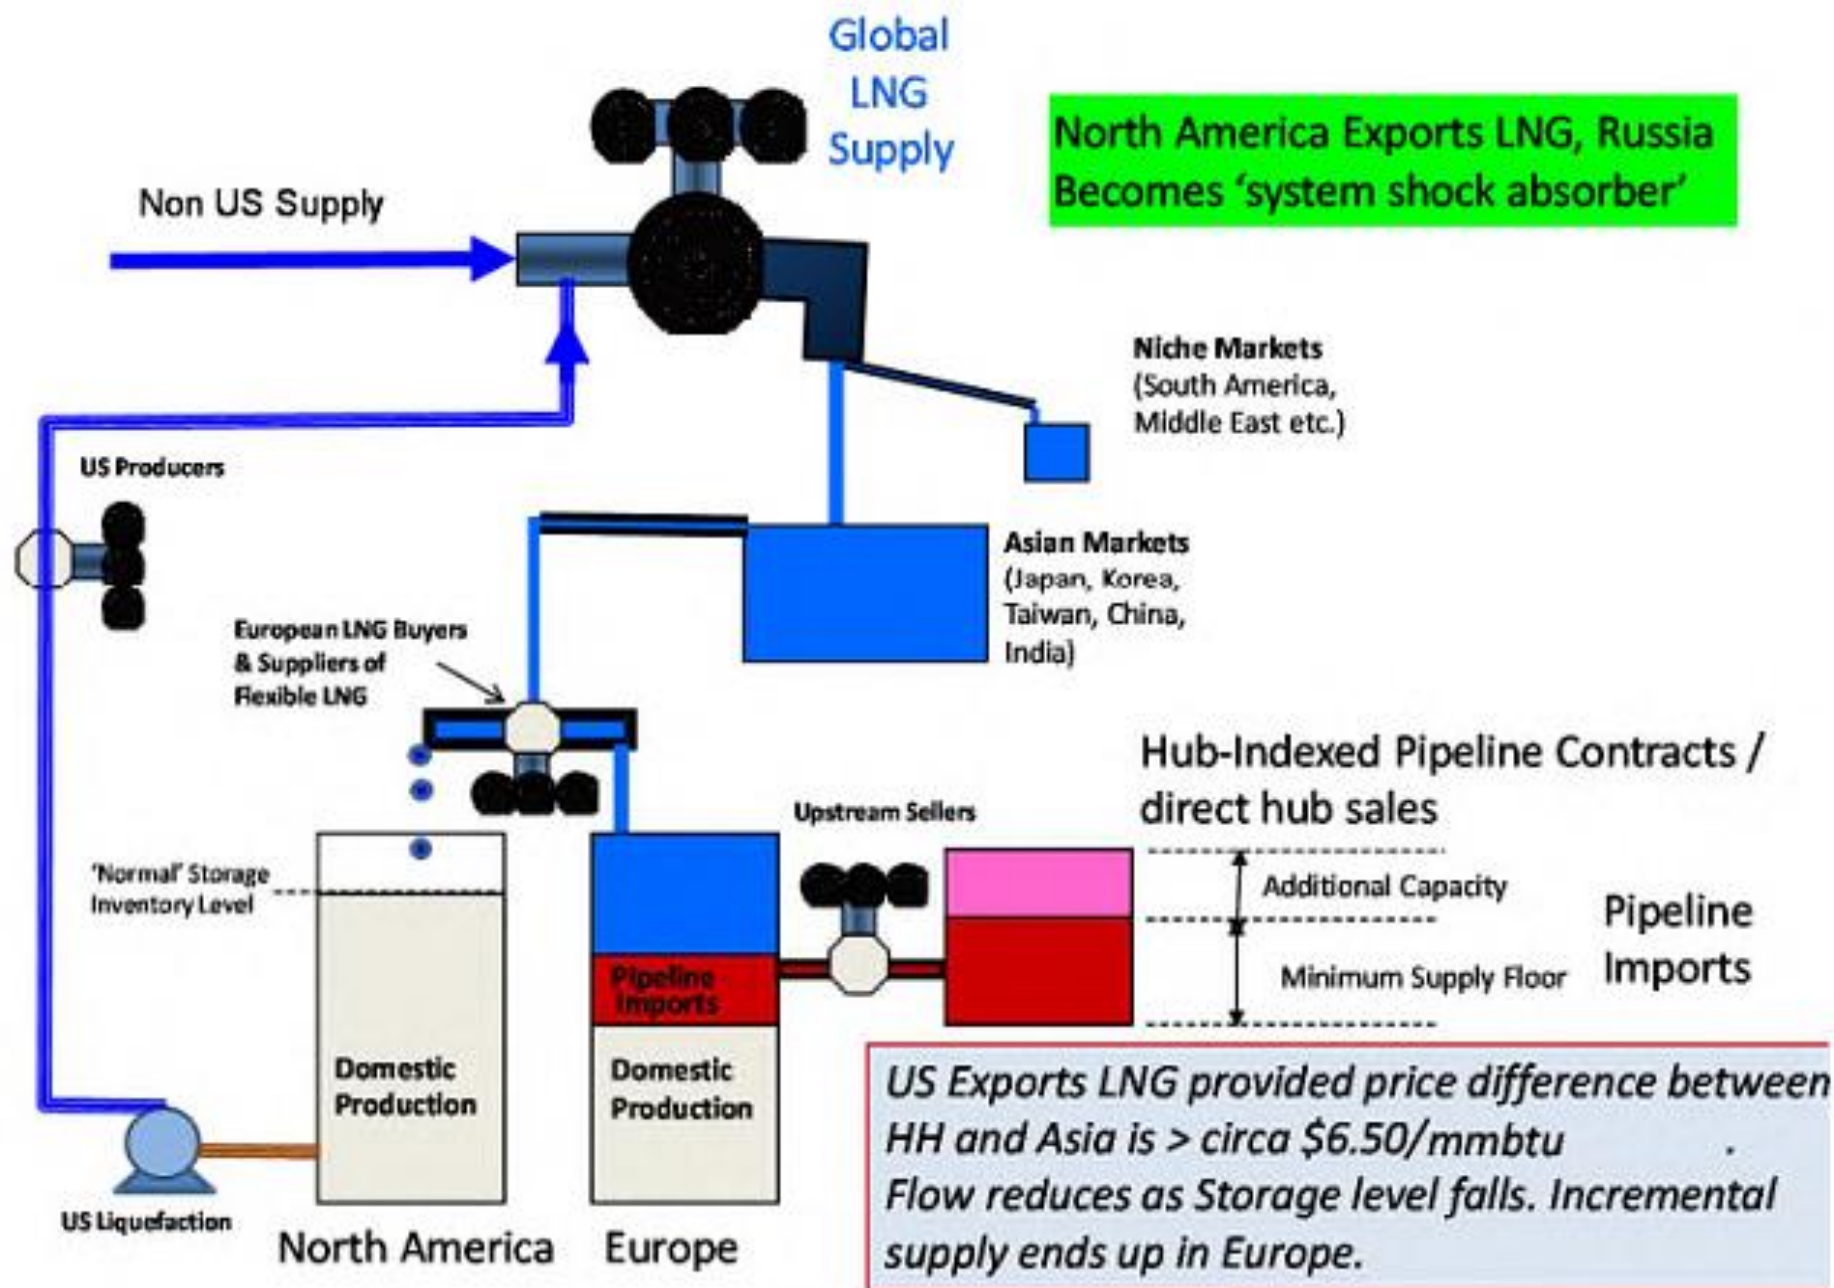 Global
LNG
Supply
North America Exports LNG, Russia
Becomes ‘system shock absorber’
Non US Supply
Niche Markets
(South America,
Middle East etc.)
US Producers
Asian Markets
(Japan, Korea,
Taiwan, China,
India)
European LNG Buyers
& Suppliers of
Flexible LNG
Hub-Indexed Pipeline Contracts /
direct hub sales
Upstream Sellers
‘Normal’ Storage
Inventory Level
Additional Capacity
Minimum Supply Floor
Pipeline
Imports
Pipeline
Imports
Domestic
Production
Domestic
Production
US Exports LNG provided price difference between
HH and Asia is > circa $6.50/mmbtu .
Flow reduces as Storage level falls. Incremental
supply ends up in Europe.
US Liquefaction
North America
Europe